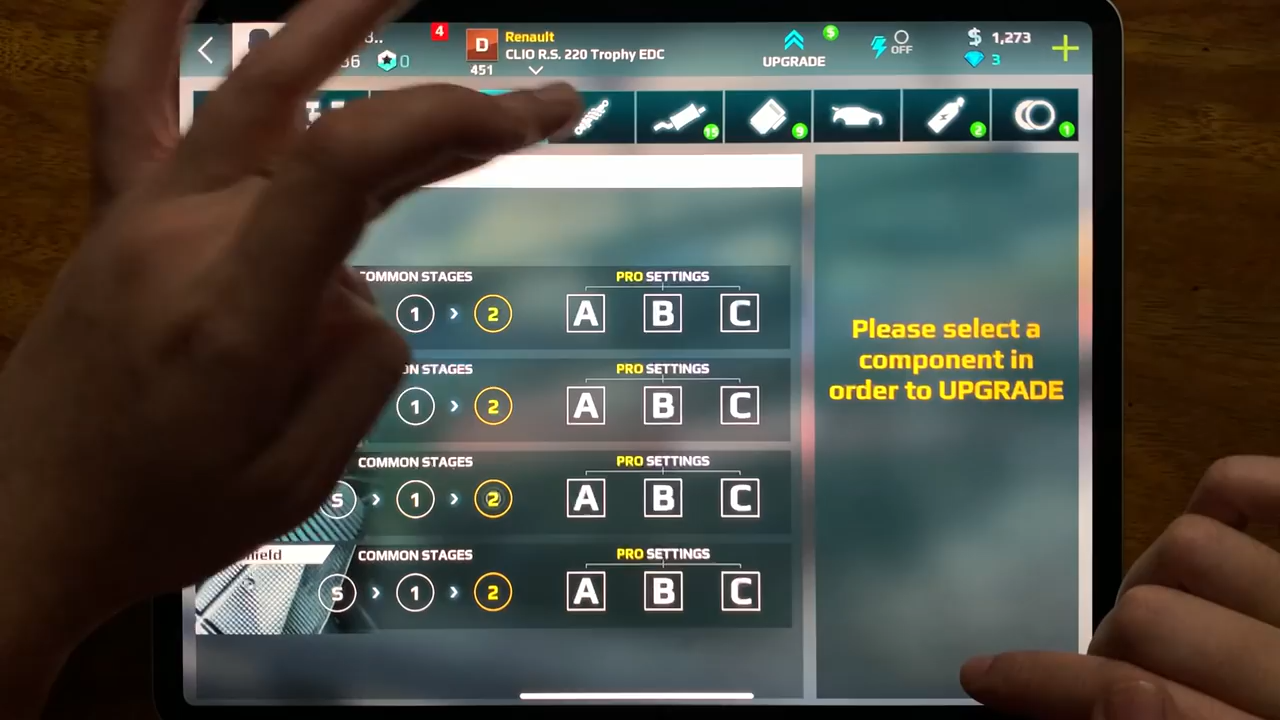 4
D
Renault
CLIO R.S. 220 Trophy EDC
451
0
UPGRADE
$
OFF
$ 1,273
3
+
15
9
2
1
COMMON STAGES
PRO SETTINGS
1 > 2
A B C
PRO SETTINGS
1 > 2
A B C
COMMON STAGES
PRO SETTINGS
S > 1 > 2
A B C
COMMON STAGES
PRO SETTINGS
S > 1 > 2
A B C
Please select a
component in
order to UPGRADE